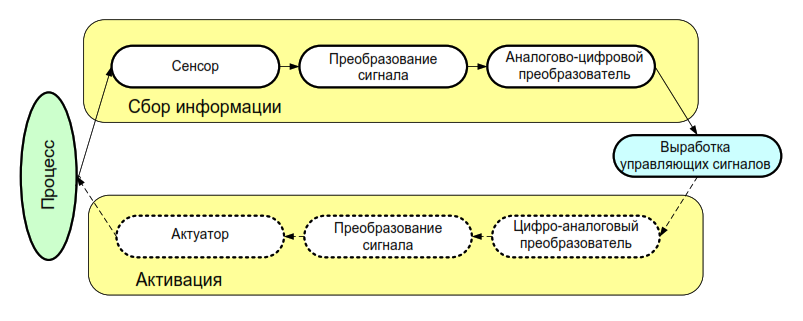 Сенсор
Преобразование
сигнала
Аналогово-цифровой
преобразователь
Сбор информации
Процесс
Выработка
управляющих сигналов
Актуатор
Преобразование
сигнала
Цифро-аналоговый
преобразователь
Активация